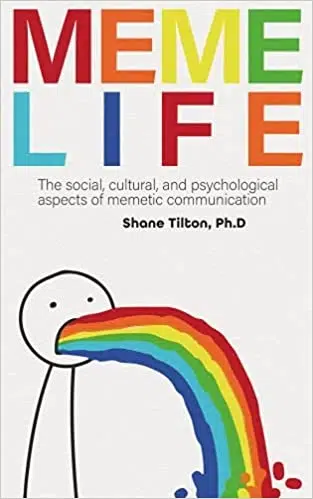 MEME
LIFE
The social, cultural, and psychological
aspects of memetic communication
Shane Tilton, Ph.D